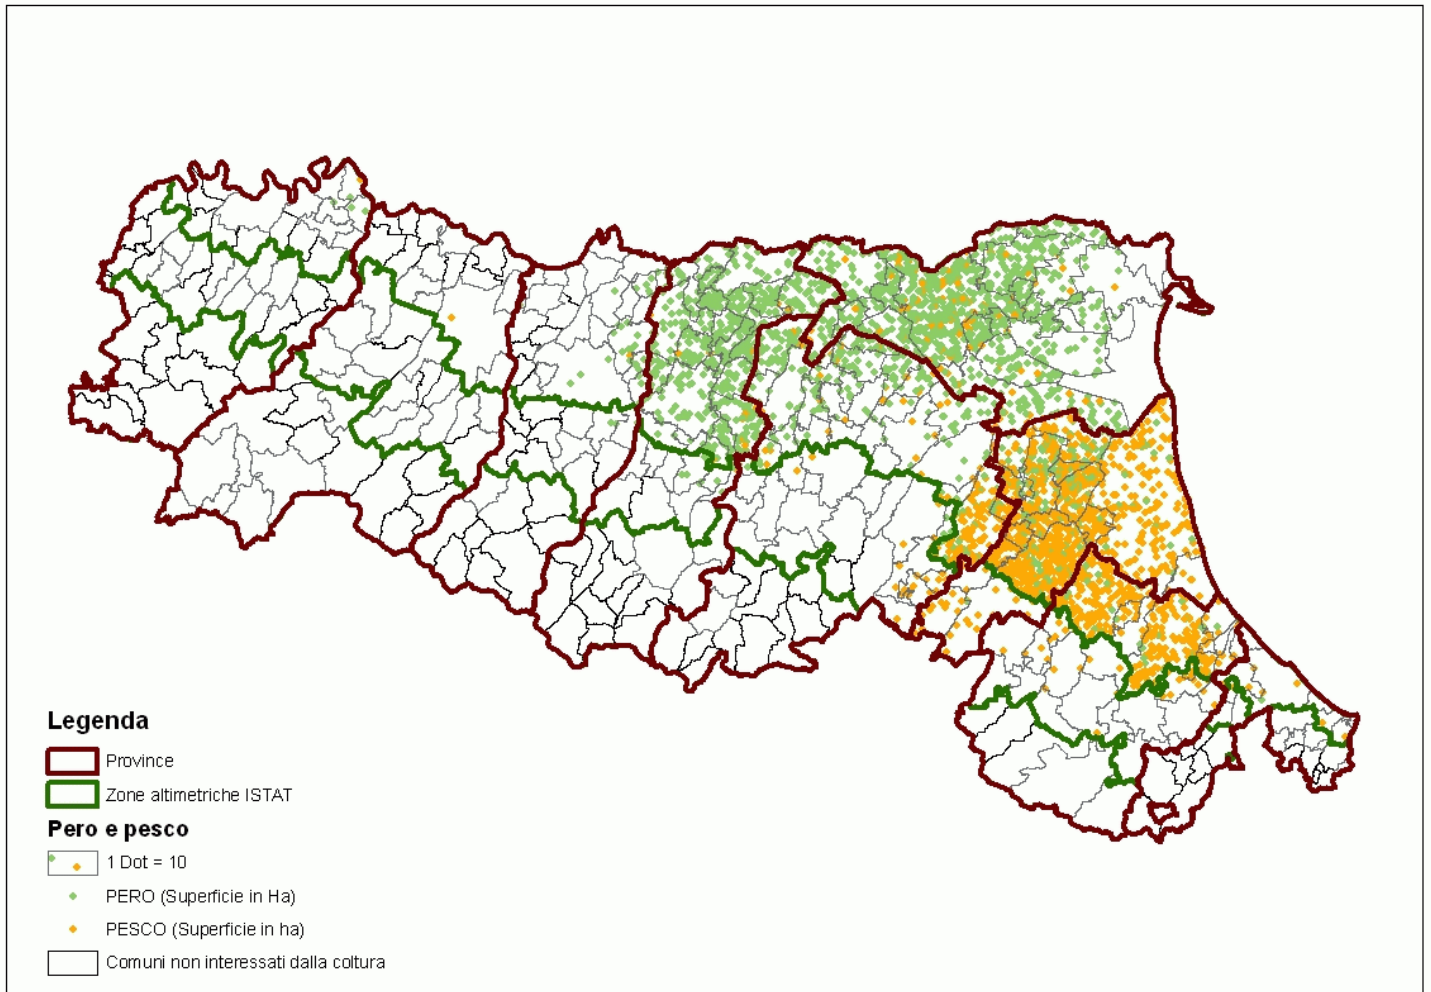 Legenda
Province
Zone altimetriche ISTAT
Pero e pesco
1 Dot = 10
PERO (Superficie in Ha)
PESCO (Superficie in ha)
Comuni non interessati dalla coltura